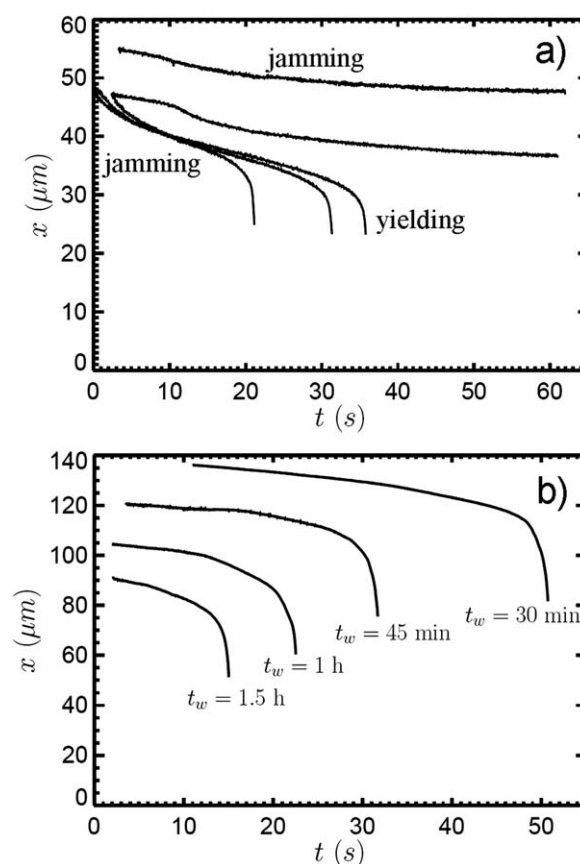 60
50
40
30
20
10
0
x (μm)
a)
jamming
jamming
yielding
0 10 20 30 40 50 60
t (s)
140
120
100
80
60
40
20
0
x (μm)
b)
t_w = 30 min
t_w = 45 min
t_w = 1 h
t_w = 1.5 h
0 10 20 30 40 50
t (s)